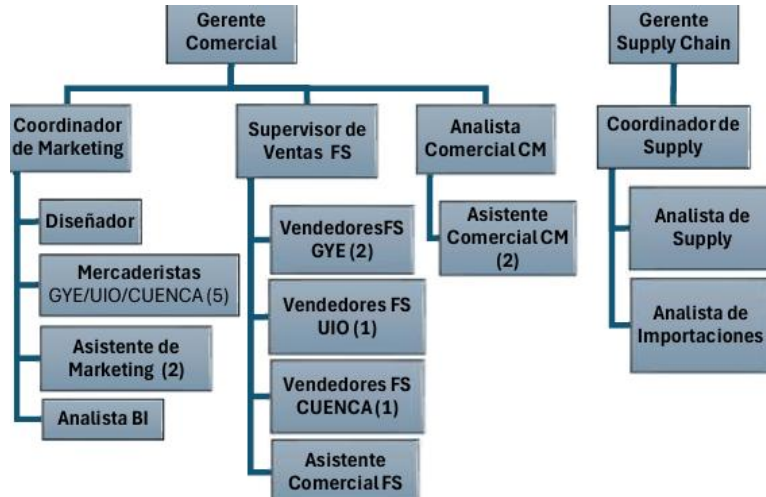 Gerente
Comercial
Gerente
Supply Chain
Coordinador
de Marketing
Supervisor de
Ventas FS
Analista
Comercial CM
Coordinador de
Supply
Diseñador
Mercaderistas
GYE/UIO/CUENCA (5)
Asistente de
Marketing (2)
Analista BI
VendedoresFS
GYE (2)
Vendedores FS
UIO (1)
Vendedores FS
CUENCA (1)
Asistente
Comercial FS
Asistente
Comercial CM
(2)
Analista de
Supply
Analista de
Importaciones